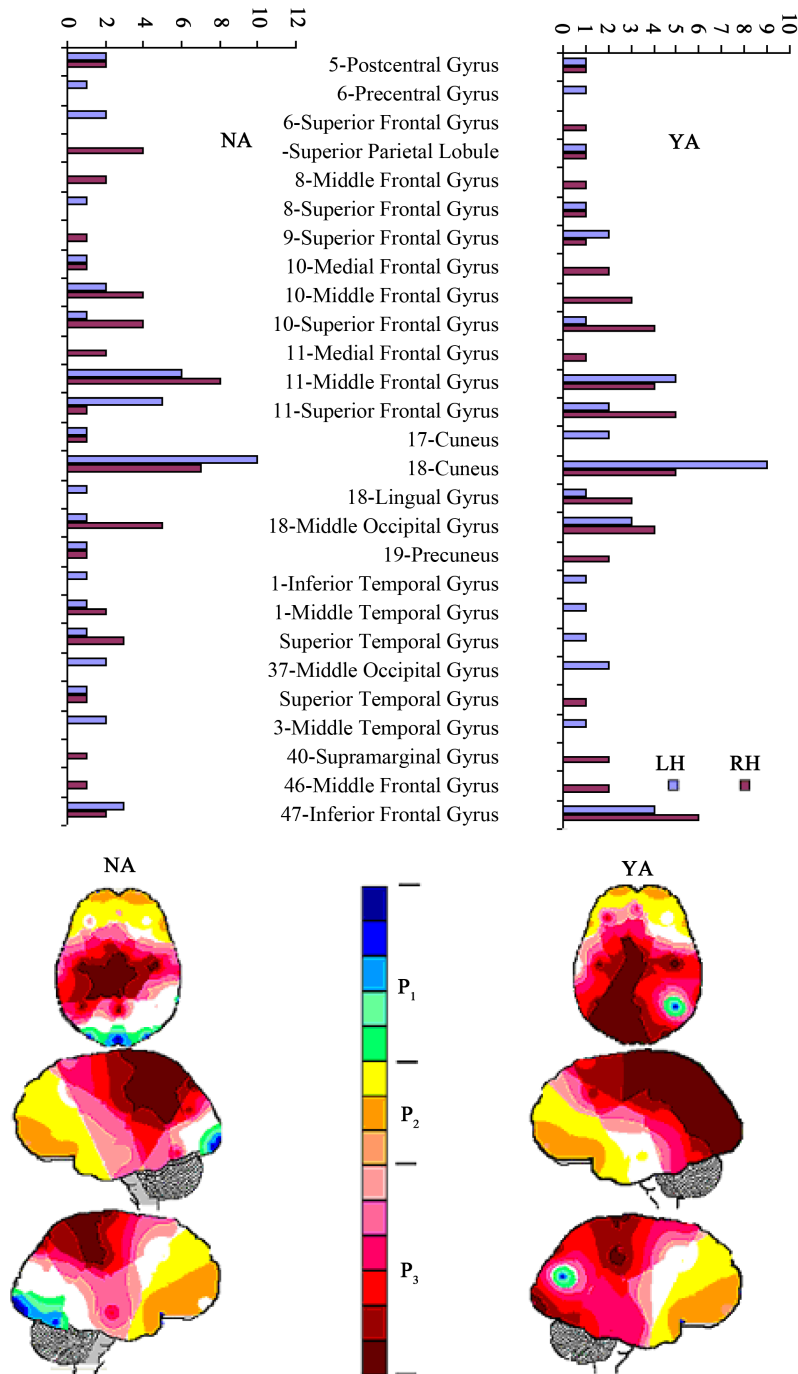 0 2 4 6 8 10 12
0 1 2 3 4 5 6 7 8 9 10
NA
YA
5-Postcentral Gyrus
6-Precentral Gyrus
6-Superior Frontal Gyrus
-Superior Parietal Lobule
8-Middle Frontal Gyrus
8-Superior Frontal Gyrus
9-Superior Frontal Gyrus
10-Medial Frontal Gyrus
10-Middle Frontal Gyrus
10-Superior Frontal Gyrus
11-Medial Frontal Gyrus
11-Middle Frontal Gyrus
11-Superior Frontal Gyrus
17-Cuneus
18-Cuneus
18-Lingual Gyrus
18-Middle Occipital Gyrus
19-Precuneus
1-Inferior Temporal Gyrus
1-Middle Temporal Gyrus
Superior Temporal Gyrus
37-Middle Occipital Gyrus
Superior Temporal Gyrus
3-Middle Temporal Gyrus
40-Supramarginal Gyrus
46-Middle Frontal Gyrus
47-Inferior Frontal Gyrus
LH RH
NA
YA
P1
P2
P3